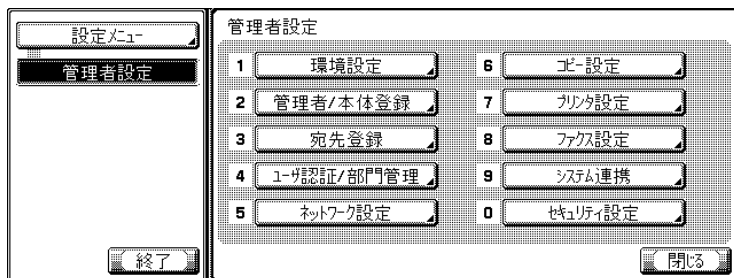 設定ﾒﾆｭｰ
管理者設定
終了
管理者設定
1 環境設定
2 管理者/本体登録
3 宛先登録
4 ﾕｰｻﾞ認証/部門管理
5 ﾈｯﾄﾜｰｸ設定
6 ｺﾋﾟｰ設定
7 ﾌﾟﾘﾝﾀ設定
8 ﾌｧｸｽ設定
9 ｼｽﾃﾑ連携
0 ｾｷｭﾘﾃｨ設定
閉じる